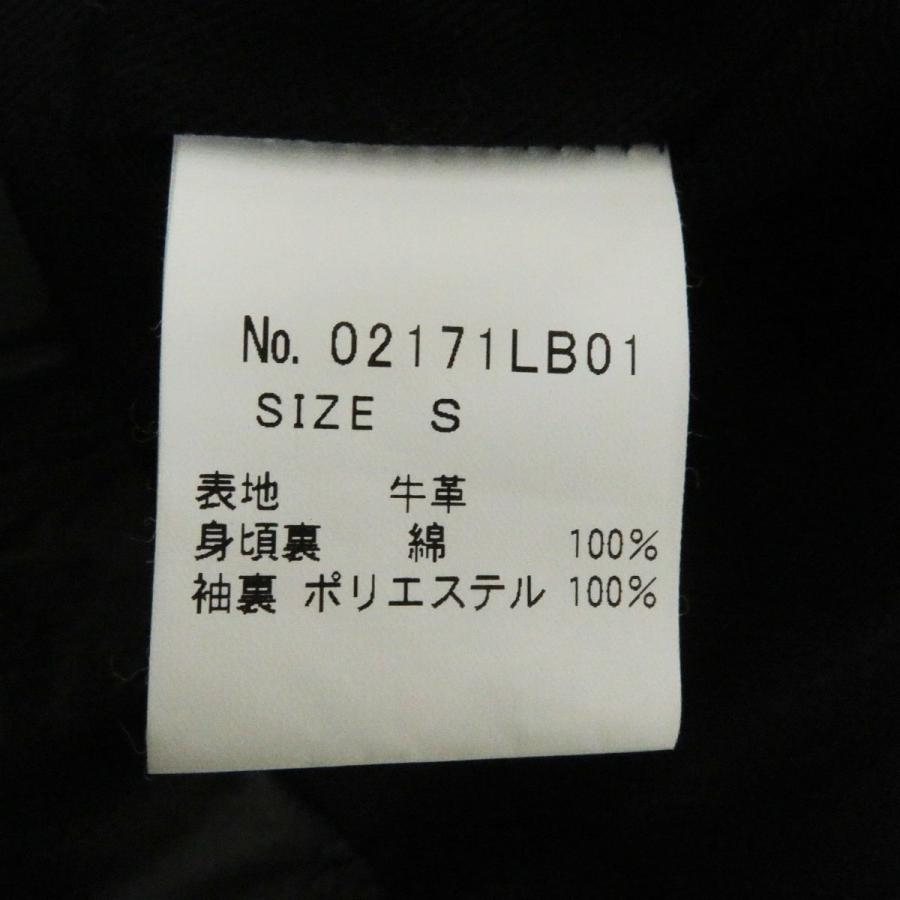 No. 02171LB01
SIZE S
表地 牛革
身頃裏 綿 100%
袖裏 ポリエステル 100%